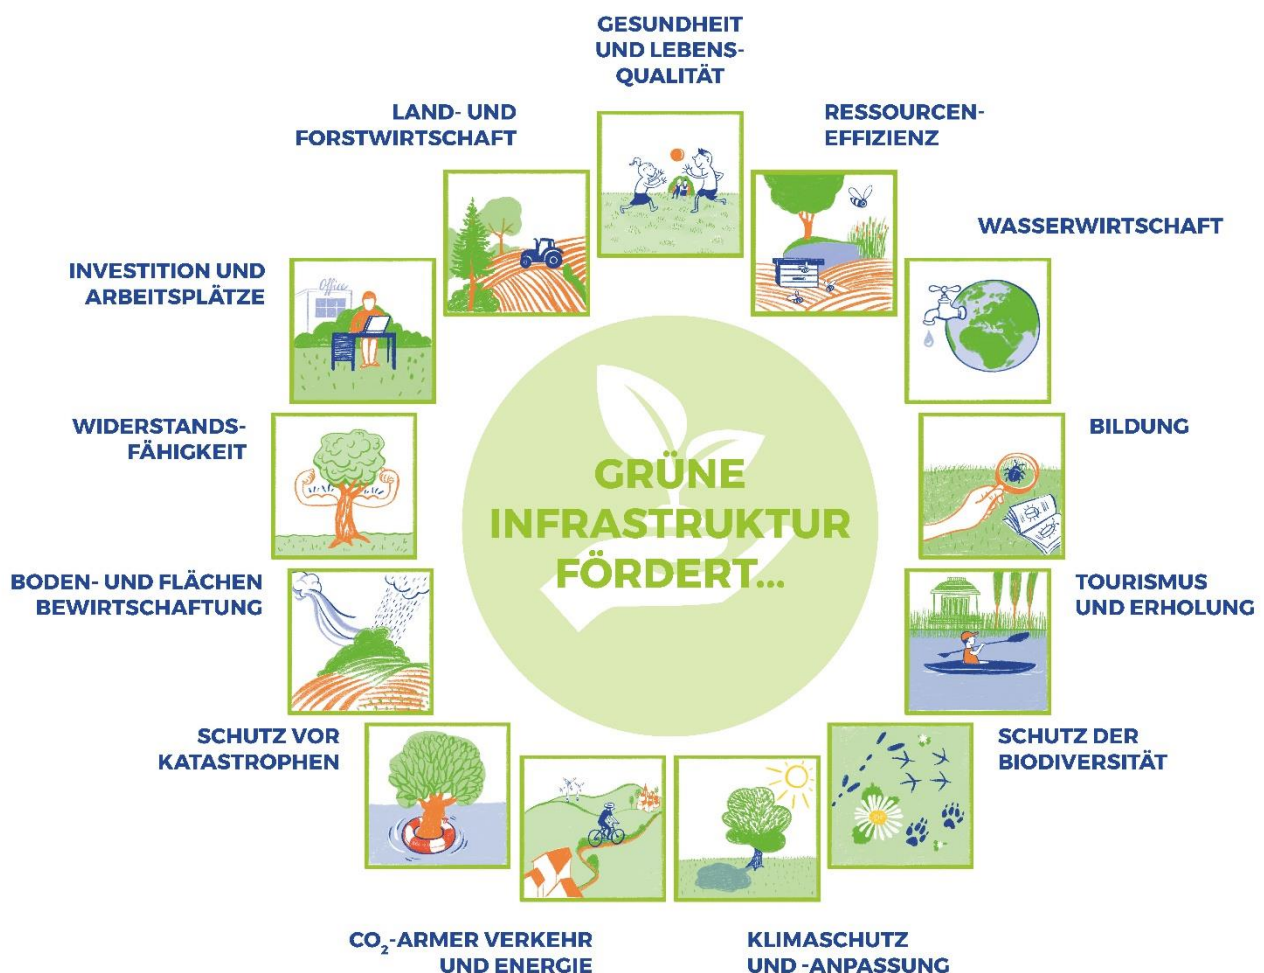 GESUNDHEIT
UND LEBENS-
QUALITÄT
RESSOURCEN-
EFFIZIENZ
WASSERWIRTSCHAFT
BILDUNG
TOURISMUS
UND ERHOLUNG
SCHUTZ DER
BIODIVERSITÄT
KLIMASCHUTZ
UND -ANPASSUNG
CO₂-ARMER VERKEHR
UND ENERGIE
SCHUTZ VOR
KATASTROPHEN
BODEN- UND FLÄCHEN
BEWIRTSCHAFTUNG
WIDERSTANDS-
FÄHIGKEIT
INVESTITION UND
ARBEITSPLÄTZE
Office
LAND- UND
FORSTWIRTSCHAFT
GRÜNE
INFRASTRUKTUR
FÖRDERT...